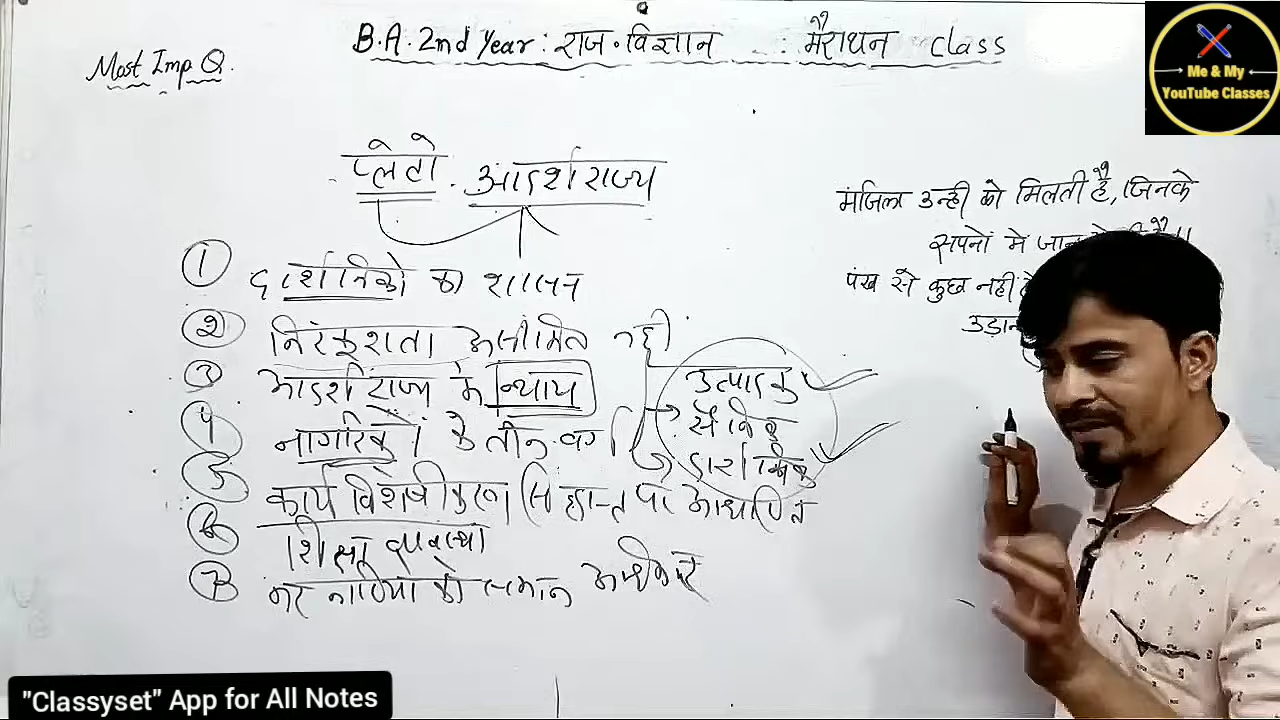 B.A. 2nd Year : राज. विज्ञान : मैराथन class
Most Imp Q.
Me & My
YouTube Classes
प्लेटो . आदर्श राज्य
मंजिल उन्ही को मिलती है, जिनके
सपनों में जान
पंख से कुछ नहीं
उड़ान
1 दार्शनिको का शासन
2 निरंकुशता असीमित नही
3 आदर्श राज्य के न्याय
4 नागरिकों के तीन वर्ग
उत्पादक
सैनिक
दार्शनिक
5 कार्य विशेषीकरण सिद्धान्त पर आधारित
6 शिक्षा व्यवस्था
7 नर नारियों को समान अधिकार
"Classyset" App for All Notes